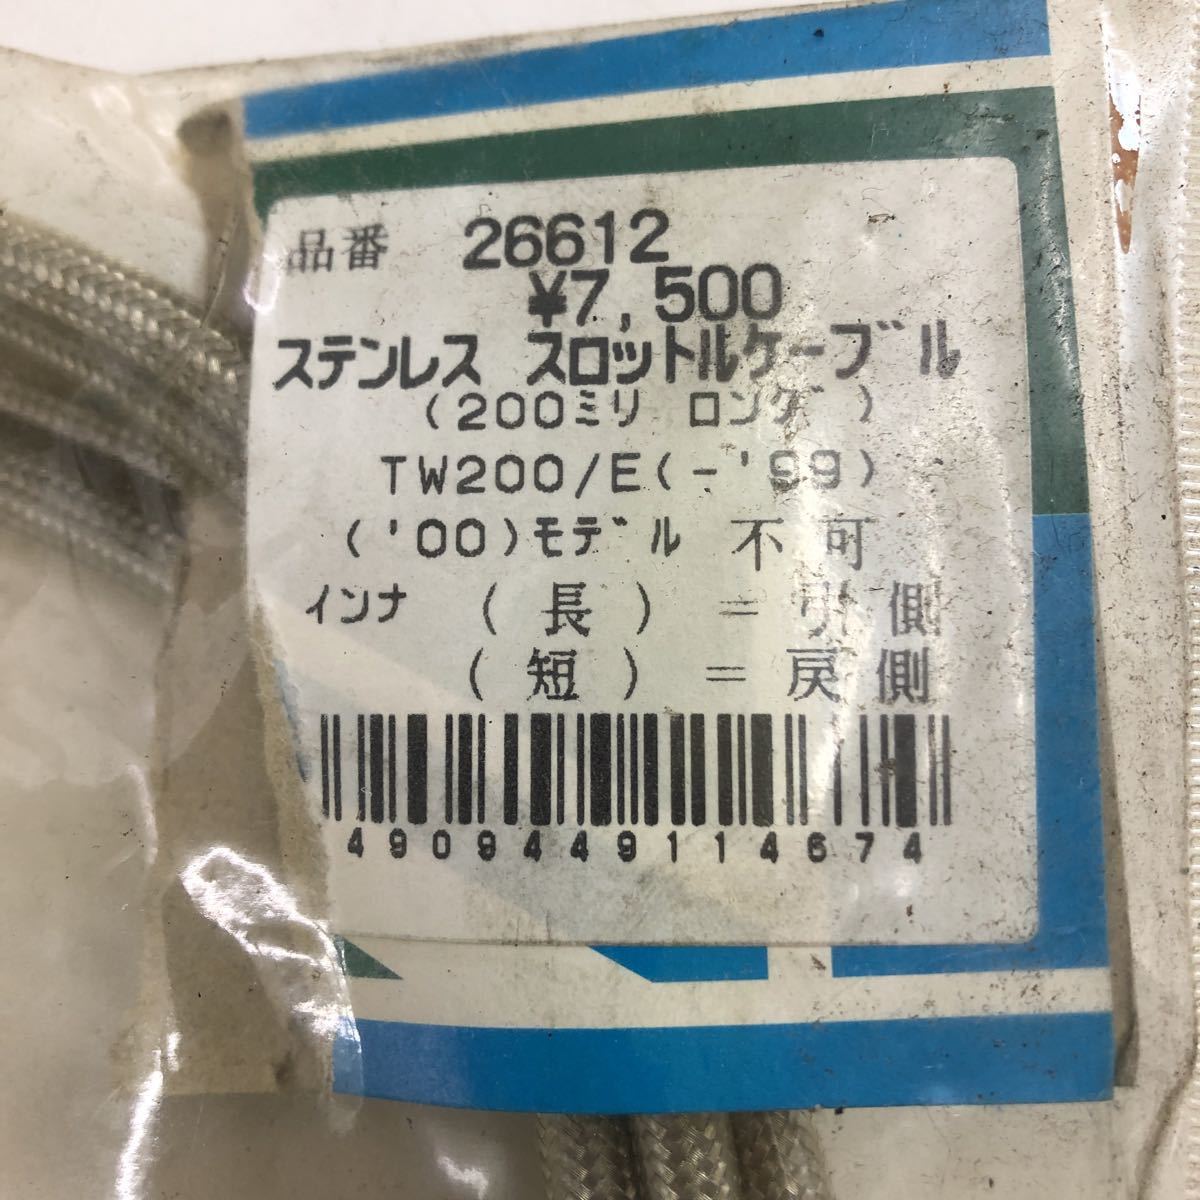 品番 26612
¥7,500
ステンレス スロットルケーブル
(200ミリ ロング)
TW200/E(-'99)
('00)モデル 不可
インナ (長) = 引側
(短) = 戻側
4909449114674